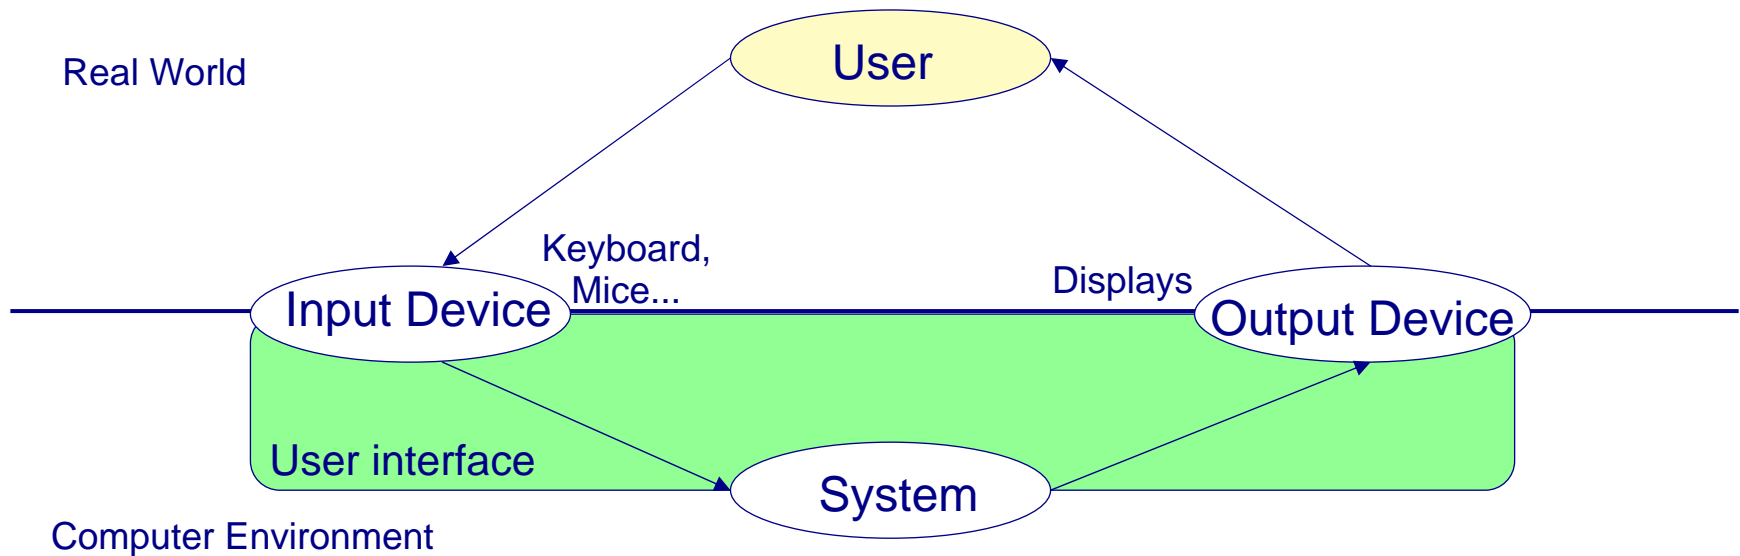 User
Real World
Keyboard,
Mice...
Displays
Input Device
Output Device
User interface
System
Computer Environment